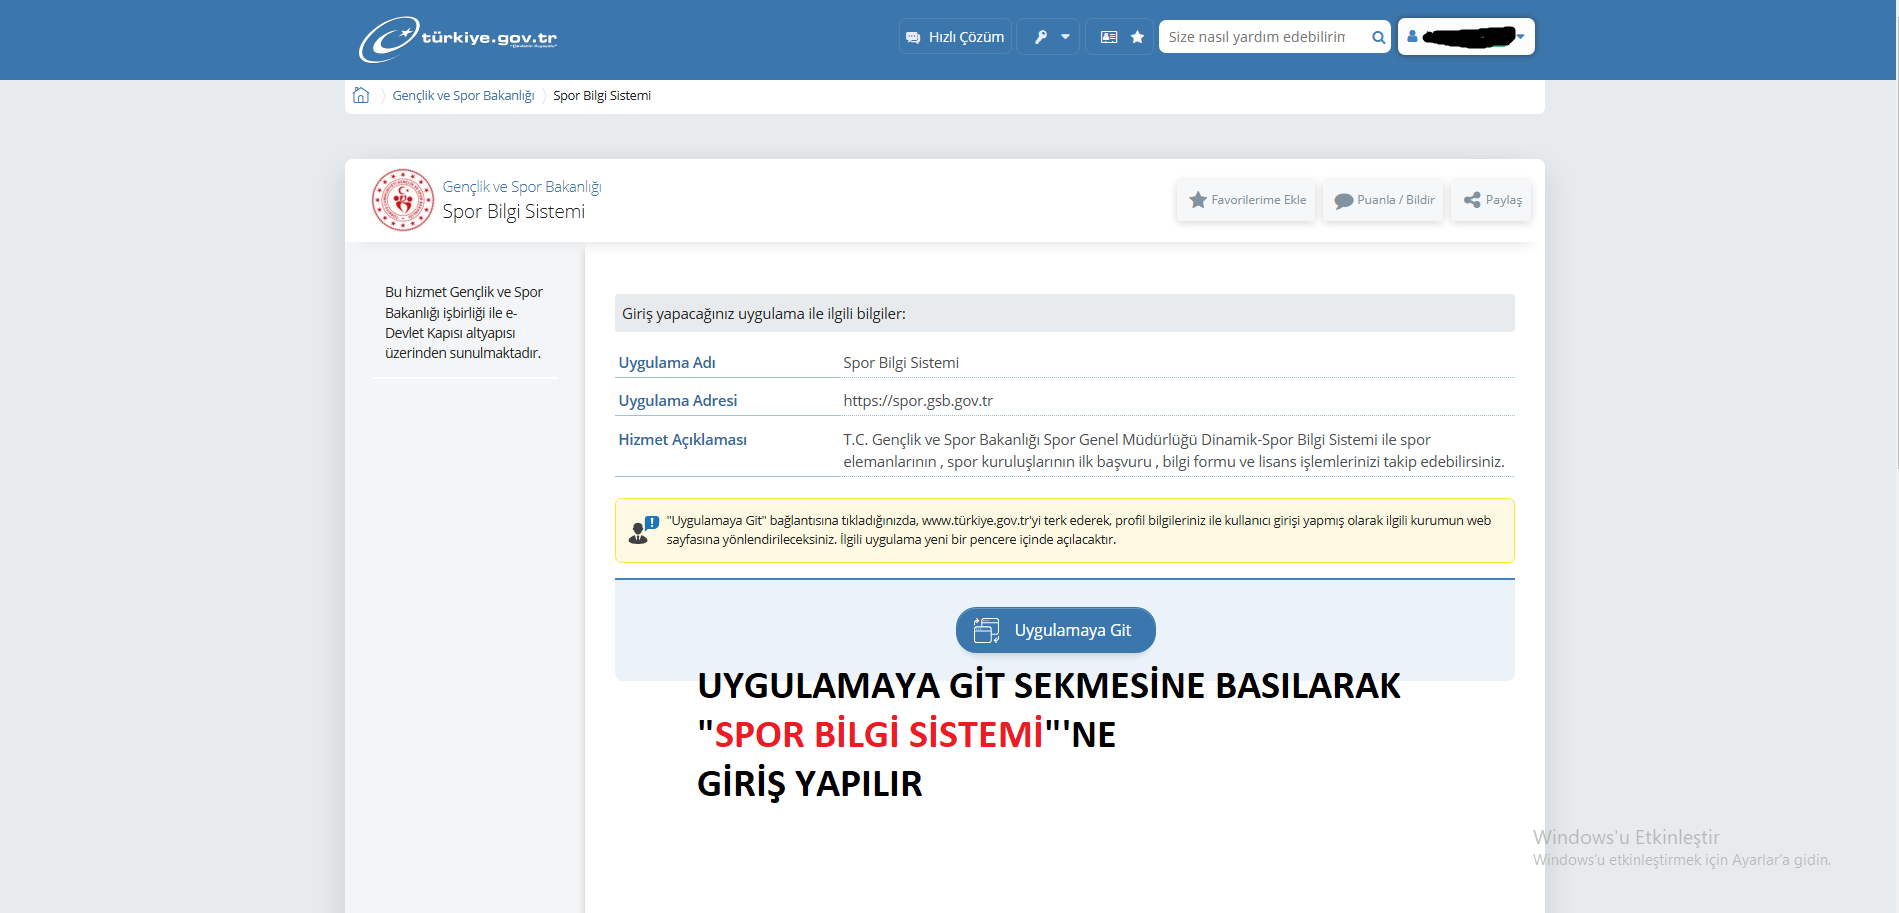 türkiye.gov.tr
Hızlı Çözüm
Size nasıl yardım edebilirim
Gençlik ve Spor Bakanlığı
Spor Bilgi Sistemi
Gençlik ve Spor Bakanlığı
Spor Bilgi Sistemi
Favorilerime Ekle
Puanla / Bildir
Paylaş
Bu hizmet Gençlik ve Spor
Bakanlığı işbirliği ile e-
Devlet Kapısı altyapısı
üzerinden sunulmaktadır.
Giriş yapacağınız uygulama ile ilgili bilgiler:
Uygulama Adı
Spor Bilgi Sistemi
Uygulama Adresi
https://spor.gsb.gov.tr
Hizmet Açıklaması
T.C. Gençlik ve Spor Bakanlığı Spor Genel Müdürlüğü Dinamik-Spor Bilgi Sistemi ile spor
elemanlarının , spor kuruluşlarının ilk başvuru , bilgi formu ve lisans işlemlerinizi takip edebilirsiniz.
"Uygulamaya Git" bağlantısına tıkladığınızda, www.türkiye.gov.tr'yi terk ederek, profil bilgileriniz ile kullanıcı girişi yapmış olarak ilgili kurumun web
sayfasına yönlendirileceksiniz. İlgili uygulama yeni bir pencere içinde açılacaktır.
Uygulamaya Git
UYGULAMAYA GİT SEKMESİNE BASILARAK
"SPOR BİLGİ SİSTEMİ"'NE
GİRİŞ YAPILIR
Windows'u Etkinleştir
Windows'u etkinleştirmek için Ayarlar'a gidin.